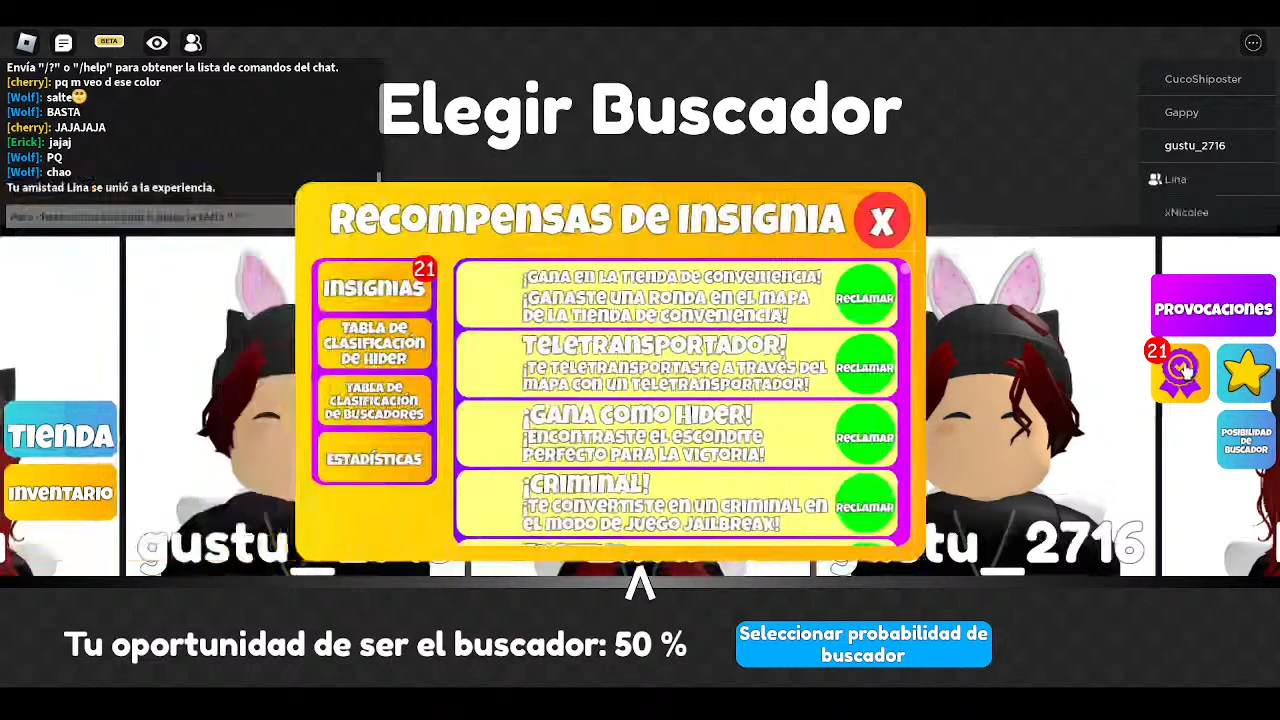 BETA
Envía "/?" o "/help" para obtener la lista de comandos del chat.
[cherry]: pq m veo d ese color
[Wolf]: salte
[Wolf]: BASTA
[cherry]: JAJAJAJA
[Erick]: jajaj
[Wolf]: PQ
[Wolf]: chao
Tu amistad Lina se unió a la experiencia.
Elegir Buscador
CucoShiposter
Gappy
gustu_2716
Lina
xNicolee
RECOMPENSAS DE INSIGNIA
X
INSIGNIAS
21
TABLA DE
CLASIFICACIÓN
DE HIDER
TABLA DE
CLASIFICACIÓN
DE BUSCADORES
ESTADÍSTICAS
¡GANA EN LA TIENDA DE CONVENIENCIA!
¡GANASTE UNA RONDA EN EL MAPA
DE LA TIENDA DE CONVENIENCIA!
RECLAMAR
TELETRANSPORTADOR!
¡TE TELETRANSPORTASTE A TRAVÉS DEL
MAPA CON UN TELETRANSPORTADOR!
RECLAMAR
¡GANA COMO HIDER!
¡ENCONTRASTE EL ESCONDITE
PERFECTO PARA LA VICTORIA!
RECLAMAR
¡CRIMINAL!
¡TE CONVERTISTE EN UN CRIMINAL EN
EL MODO DE JUEGO JAILBREAK!
RECLAMAR
TIENDA
INVENTARIO
PROVOCACIONES
21
POSIBILIDAD
DE
BUSCADOR
gustu
tu_2716
Tu oportunidad de ser el buscador: 50 %
Seleccionar probabilidad de
buscador